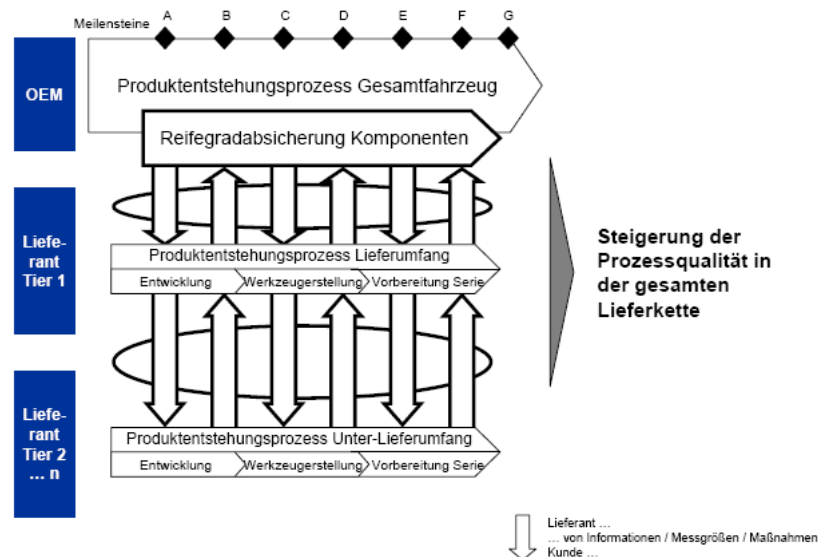 Meilensteine
A B C D E F G
OEM
Produktentstehungsprozess Gesamtfahrzeug
Reifegradabsicherung Komponenten
Liefe-
rant
Tier 1
Produktentstehungsprozess Lieferumfang
Entwicklung Werkzeugerstellung Vorbereitung Serie
Steigerung der
Prozessqualität in
der gesamten
Lieferkette
Liefe-
rant
Tier 2
... n
Produktentstehungsprozess Unter-Lieferumfang
Entwicklung Werkzeugerstellung Vorbereitung Serie
Lieferant ...
... von Informationen / Messgrößen / Maßnahmen
Kunde ...